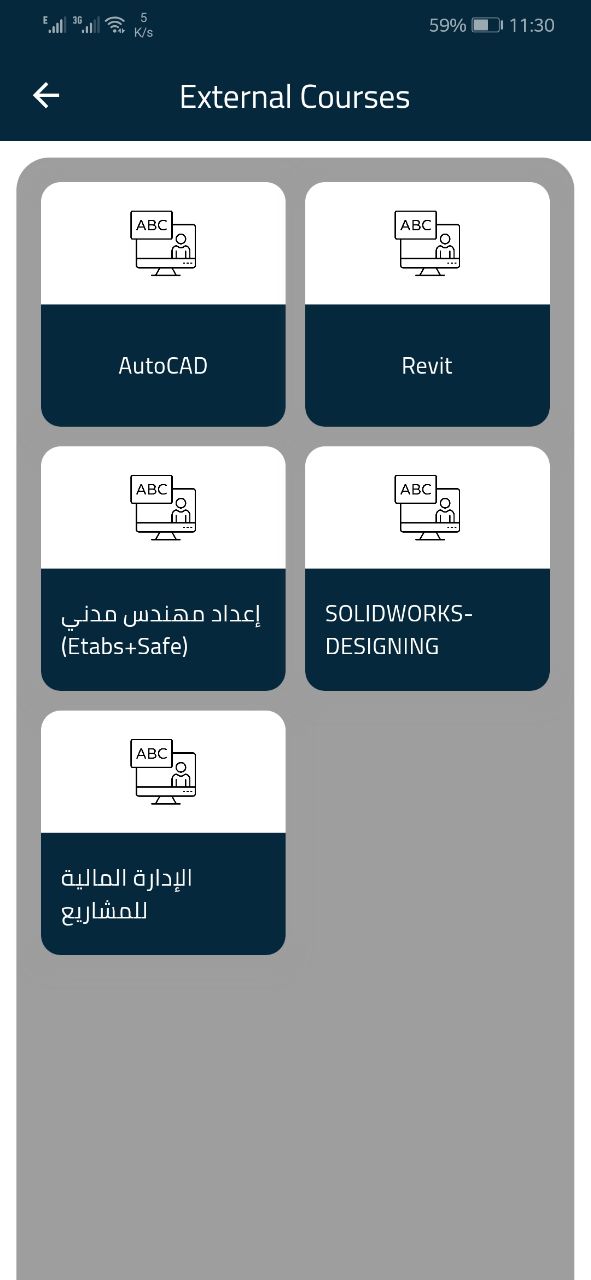 E 3G 5 K/s 59% 11:30
External Courses
ABC
ABC
AutoCAD
Revit
ABC
ABC
إعداد مهندس مدني
(Etabs+Safe)
SOLIDWORKS-
DESIGNING
ABC
الإدارة المالية
للمشاريع